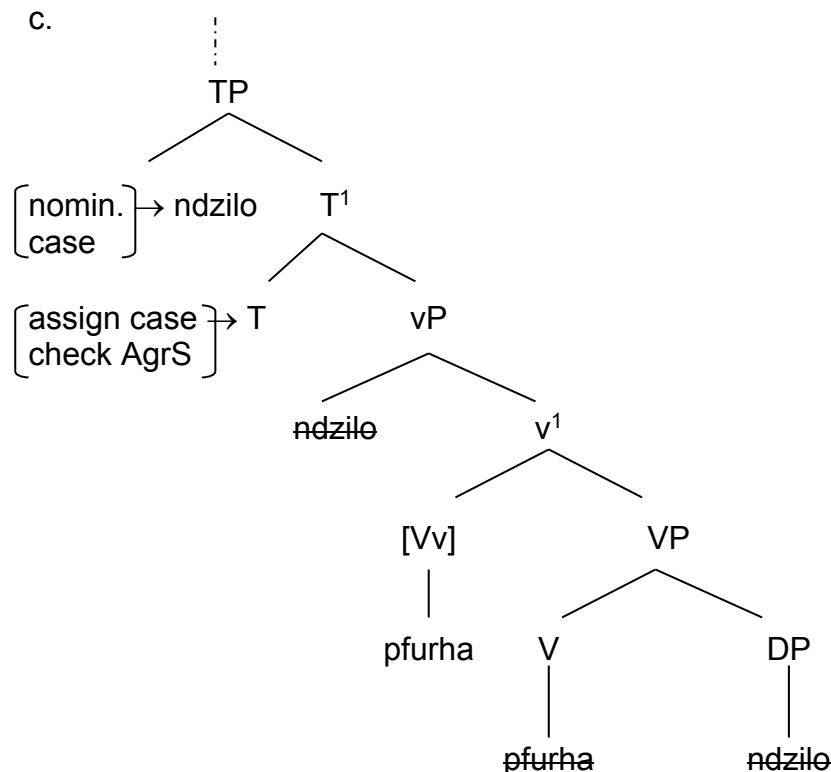 c.
TP
nomin. → ndzilo T¹
case
assign case → T vP
check AgrS
~~ndzilo~~ v¹
[Vv] VP
pfurha V DP
~~pfurha~~ ~~ndzilo~~